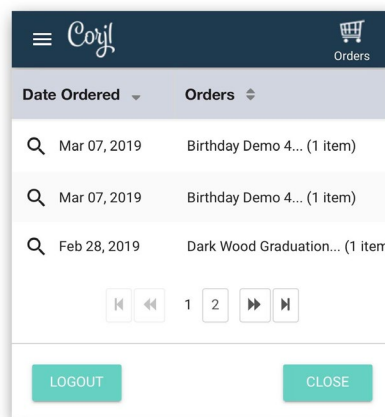 Corjl
Orders
Date Ordered Orders
Mar 07, 2019 Birthday Demo 4... (1 item)
Mar 07, 2019 Birthday Demo 4... (1 item)
Feb 28, 2019 Dark Wood Graduation... (1 item
1 2
LOGOUT CLOSE